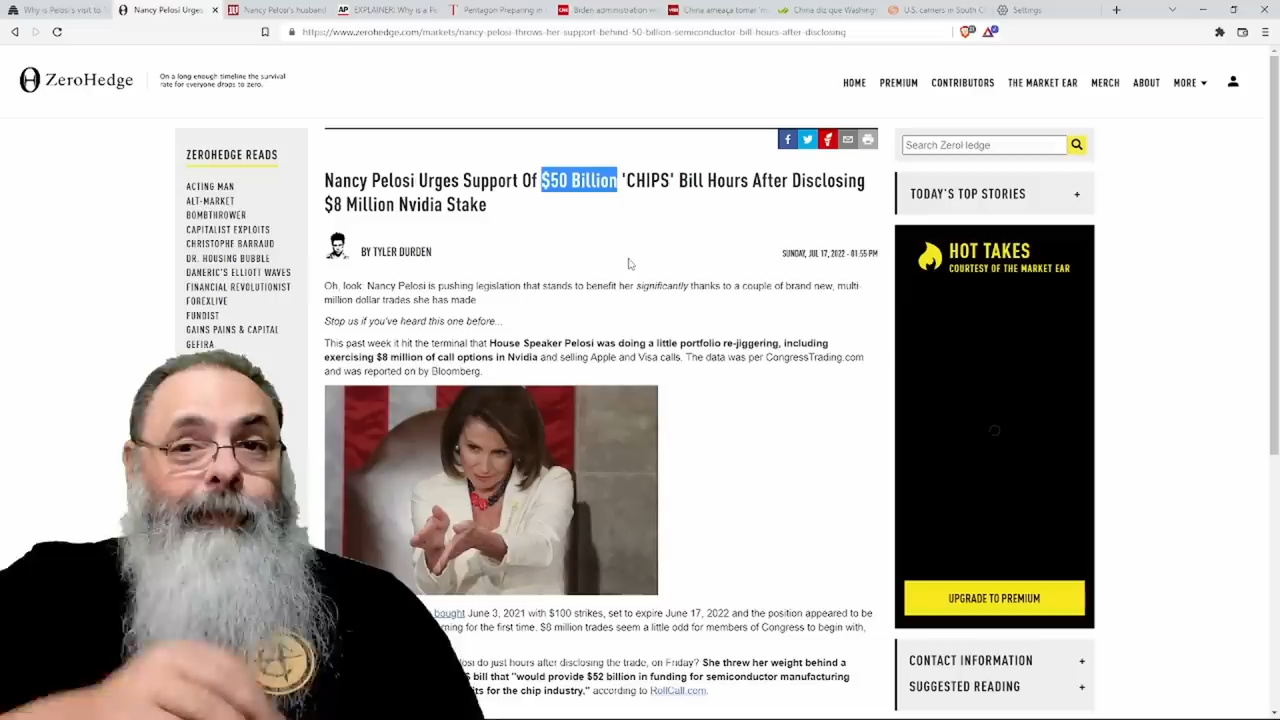 Why is Pelosi's visit to
Nancy Pelosi Urges
Nancy Pelosi's husband
EXPLAINER: Why is a Pe
Pentagon Preparing in C
Biden administration w
China ameaça tomar 'm
China diz que Washing
U.S. carriers in South C
Settings
https://www.zerohedge.com/markets/nancy-pelosi-throws-her-support-behind-50-billion-semiconductor-bill-hours-after-disclosing
ZeroHedge
On a long enough timeline the survival
rate for everyone drops to zero.
HOME PREMIUM CONTRIBUTORS THE MARKET EAR MERCH ABOUT MORE
ZEROHEDGE READS
ACTING MAN
ALT-MARKET
BOMBTHROWER
CAPITALIST EXPLOITS
CHRISTOPHE BARRAUD
DR. HOUSING BUBBLE
DANERIC'S ELLIOTT WAVES
FINANCIAL REVOLUTIONIST
FOREXLIVE
FUNDIST
GAINS PAINS & CAPITAL
GEFIRA
Nancy Pelosi Urges Support Of $50 Billion 'CHIPS' Bill Hours After Disclosing
$8 Million Nvidia Stake
BY TYLER DURDEN
SUNDAY, JUL 17, 2022 - 01:55 PM
Oh, look: Nancy Pelosi is pushing legislation that stands to benefit her significantly thanks to a couple of brand new, multi-
million dollar trades she has made
Stop us if you've heard this one before...
This past week it hit the terminal that House Speaker Pelosi was doing a little portfolio re-jiggering, including
exercising $8 million of call options in Nvidia and selling Apple and Visa calls. The data was per CongressTrading.com
and was reported on by Bloomberg.
bought June 3, 2021 with $100 strikes, set to expire June 17, 2022 and the position appeared to be
ming for the first time. $8 million trades seem a little odd for members of Congress to begin with,
losi do just hours after disclosing the trade, on Friday? She threw her weight behind a
bill that "would provide $52 billion in funding for semiconductor manufacturing
its for the chip industry," according to RollCall.com.
Search ZeroHedge
TODAY'S TOP STORIES +
HOT TAKES
COURTESY OF THE MARKET EAR
UPGRADE TO PREMIUM
CONTACT INFORMATION +
SUGGESTED READING +